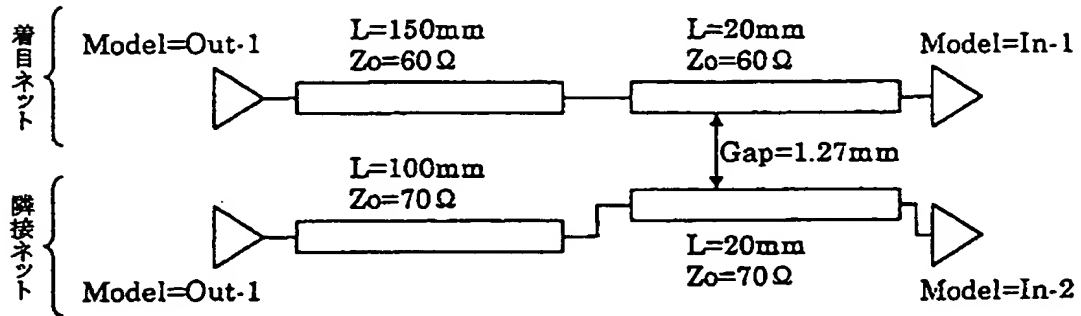 着目ネット
Model=Out-1
L=150mm
Zo=60Ω
L=20mm
Zo=60Ω
Model=In-1
Gap=1.27mm
隣接ネット
Model=Out-1
L=100mm
Zo=70Ω
L=20mm
Zo=70Ω
Model=In-2